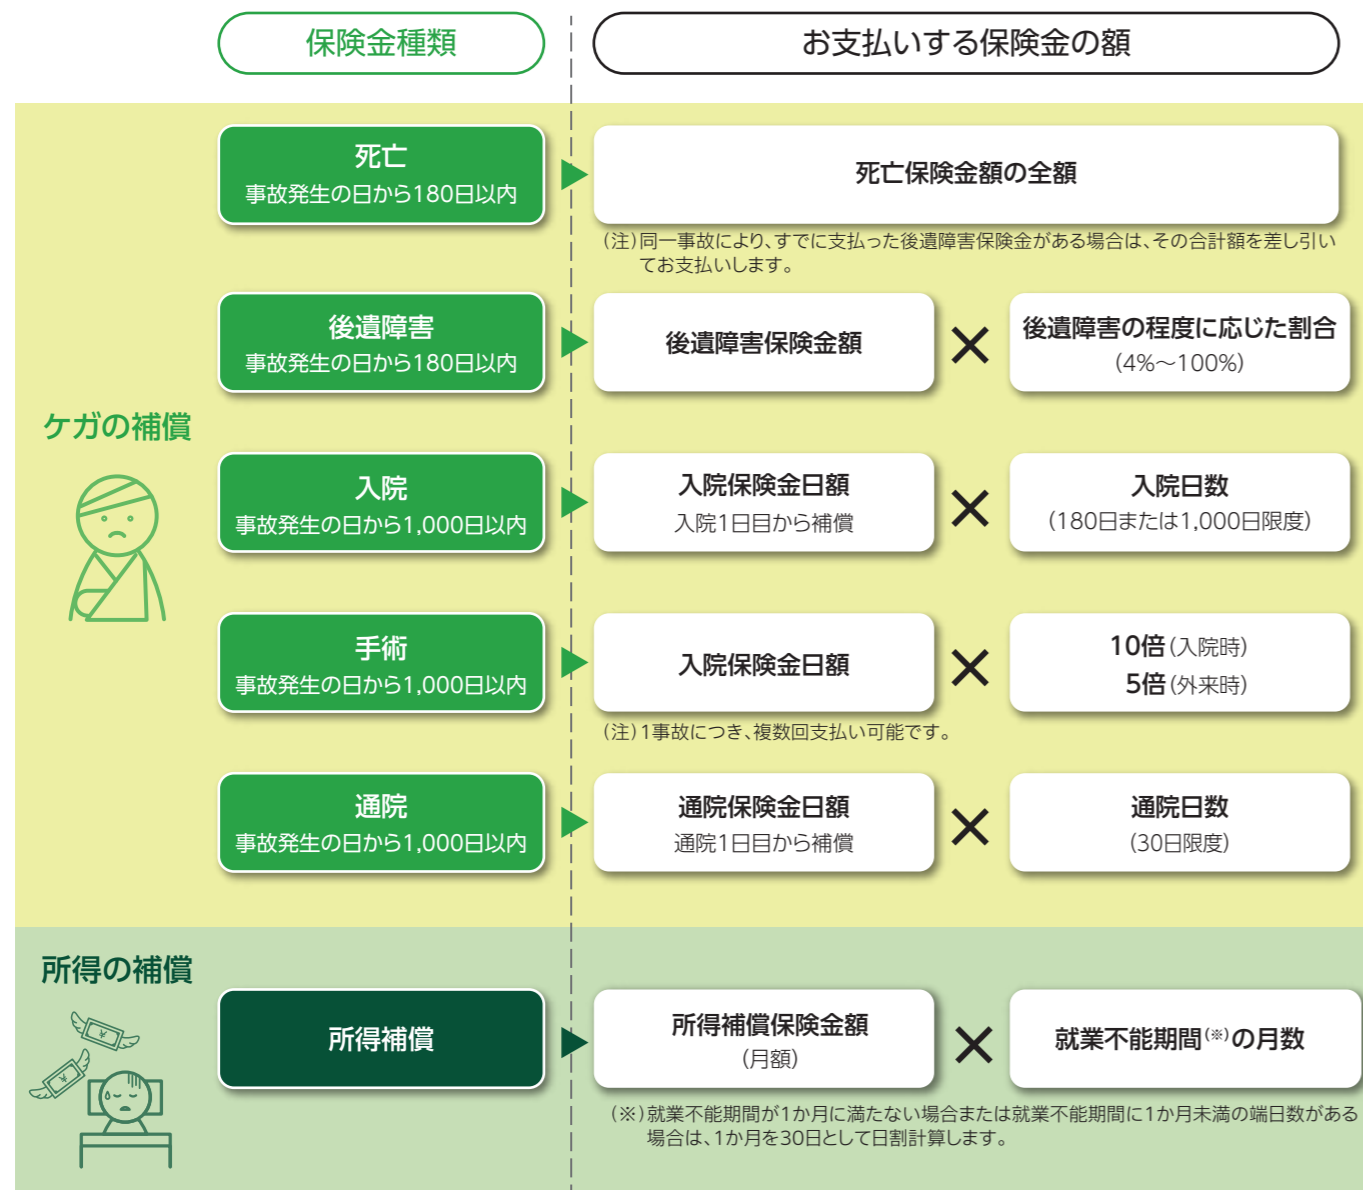 保険金種類
お支払いする保険金の額
ケガの補償
死亡
事故発生の日から180日以内
死亡保険金額の全額
（注）同一事故により、すでに支払った後遺障害保険金がある場合は、その合計額を差し引い
てお支払いします。
後遺障害
事故発生の日から180日以内
後遺障害保険金額
×
後遺障害の程度に応じた割合
（4%～100%）
入院
事故発生の日から1,000日以内
入院保険金日額
入院1日目から補償
×
入院日数
（180日または1,000日限度）
手術
事故発生の日から1,000日以内
入院保険金日額
×
10倍（入院時）
5倍（外来時）
（注）1事故につき、複数回支払い可能です。
通院
事故発生の日から1,000日以内
通院保険金日額
通院1日目から補償
×
通院日数
（30日限度）
所得の補償
¥
¥
所得補償
所得補償保険金額
（月額）
×
就業不能期間(※)の月数
（※）就業不能期間が1か月に満たない場合または就業不能期間に1か月未満の端日数がある
場合は、1か月を30日として日割計算します。